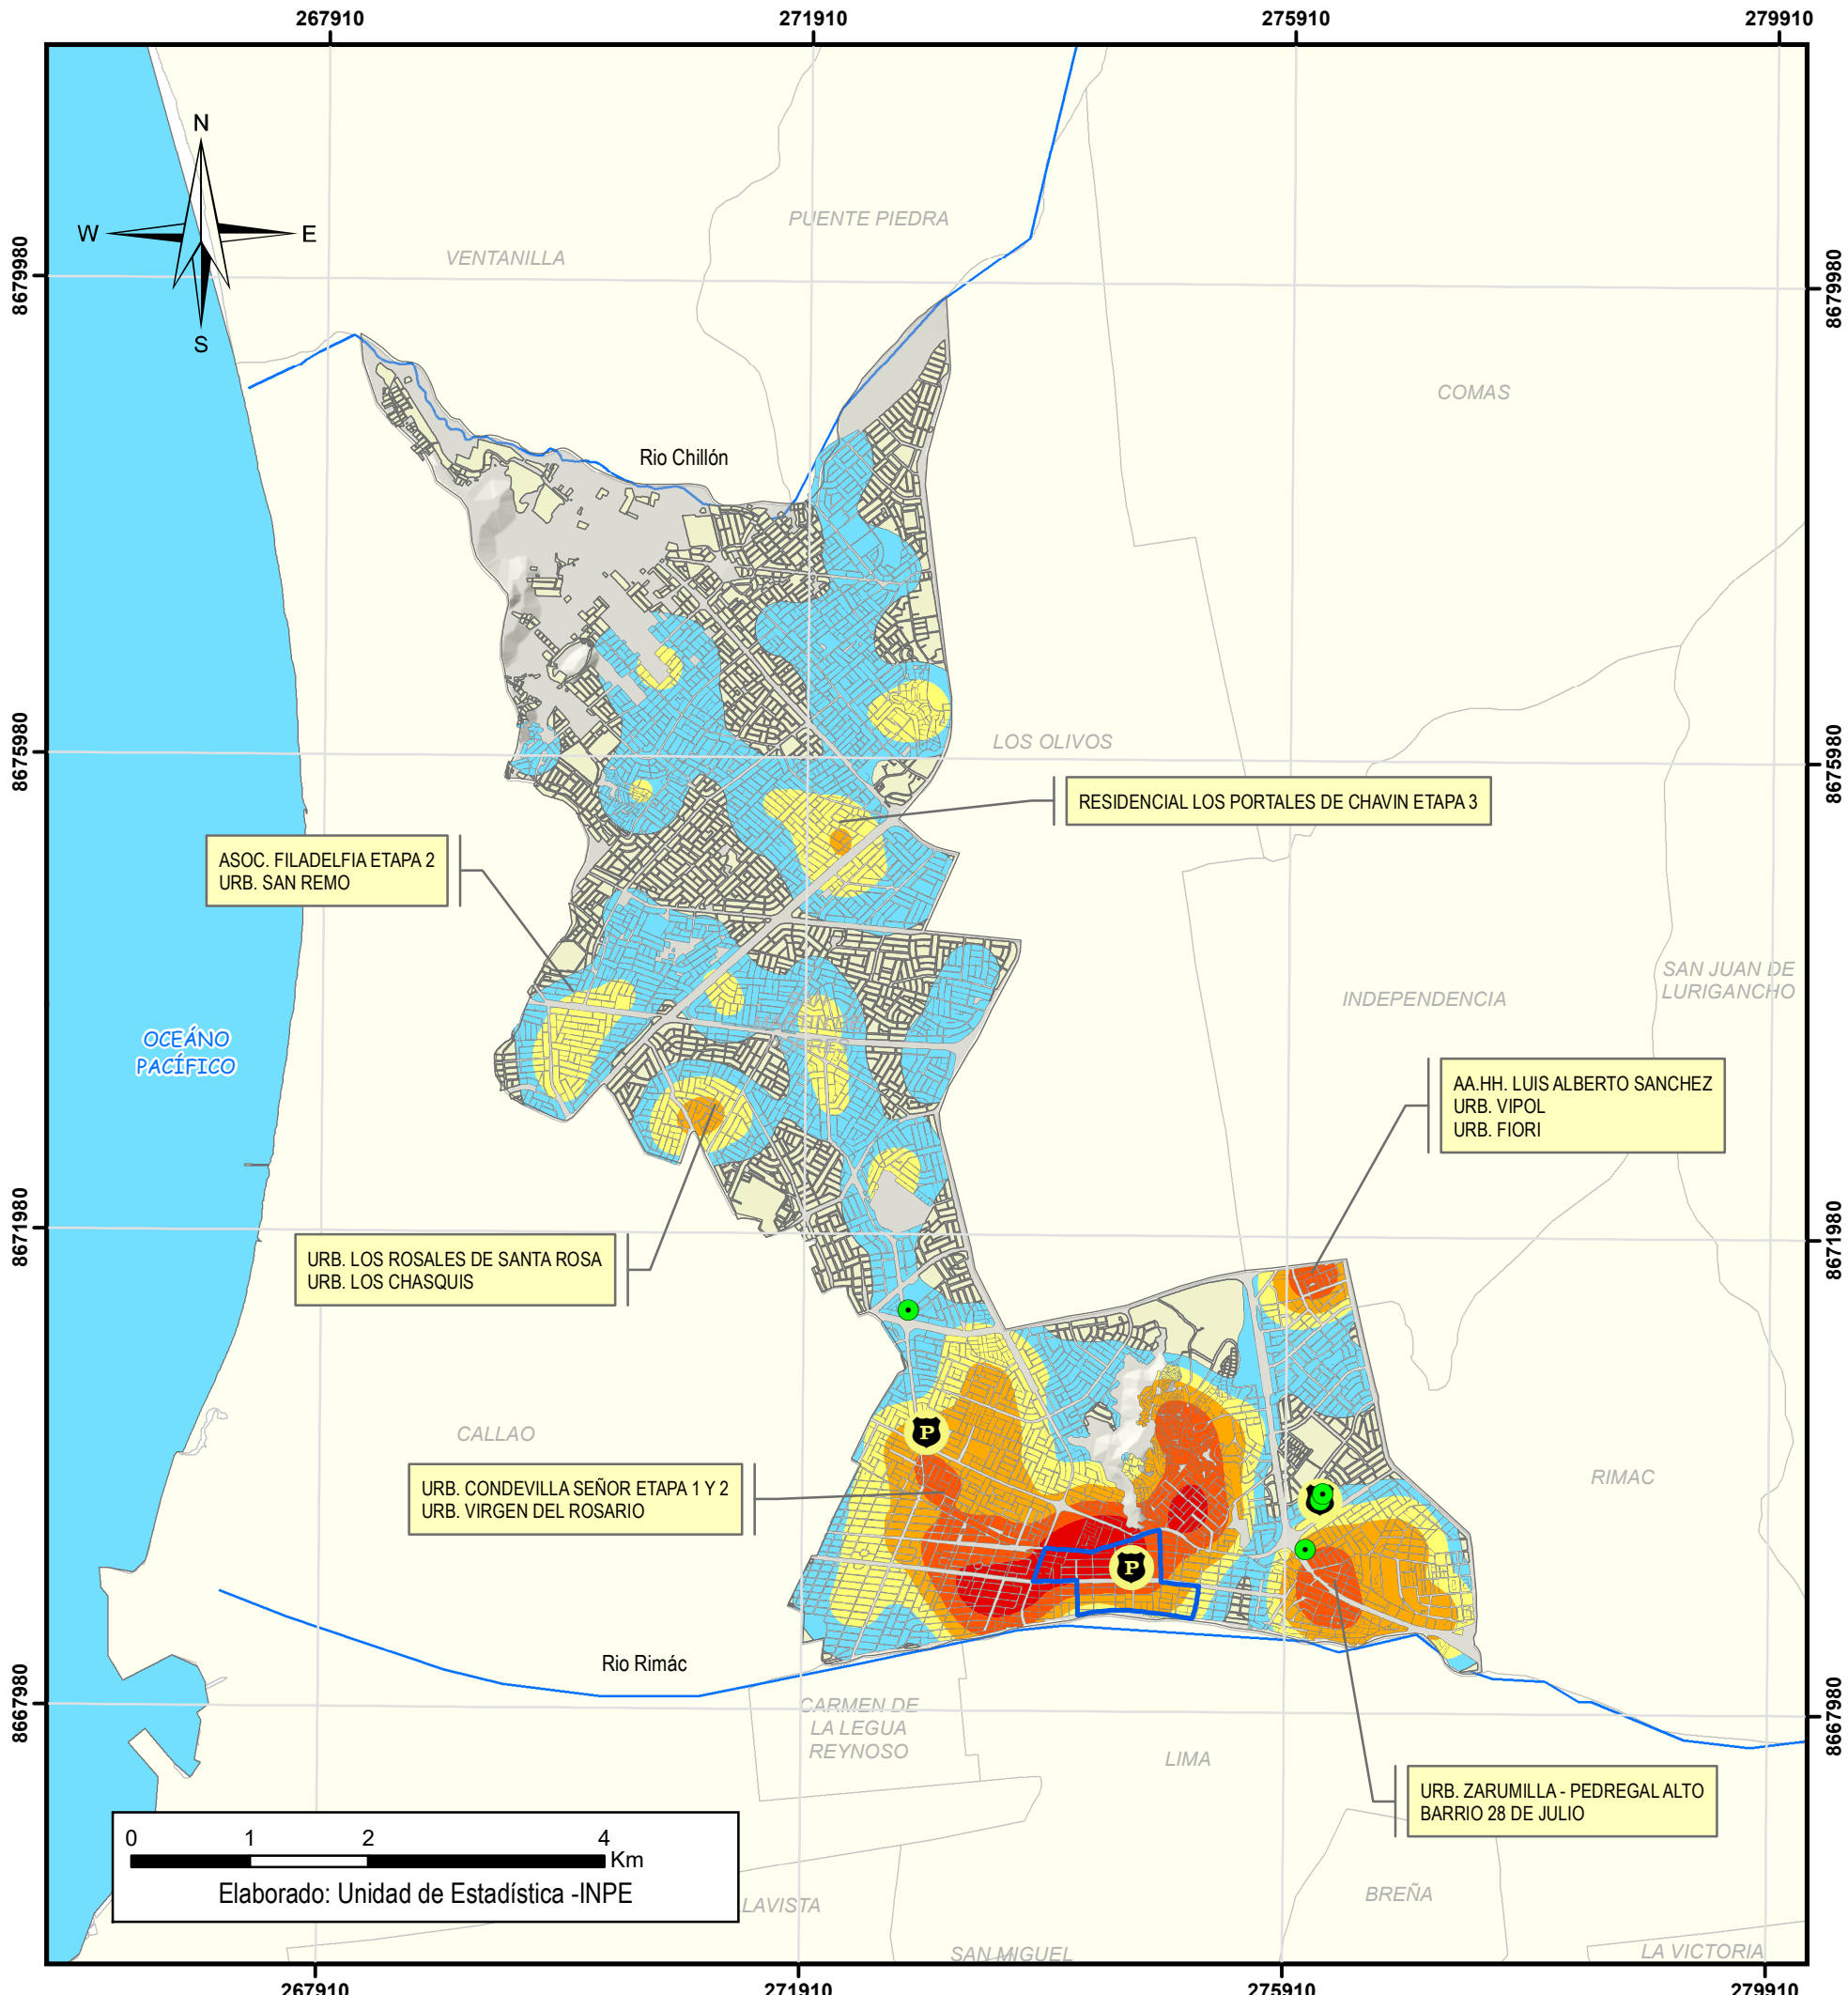 267910
271910
275910
279910
N
W
E
S
8679980
8679980
PUENTE PIEDRA
VENTANILLA
COMAS
Rio Chillón
8675980
8675980
LOS OLIVOS
RESIDENCIAL LOS PORTALES DE CHAVIN ETAPA 3
ASOC. FILADELFIA ETAPA 2
URB. SAN REMO
SAN JUAN DE
LURIGANCHO
INDEPENDENCIA
OCEÁNO
PACÍFICO
AA.HH. LUIS ALBERTO SANCHEZ
URB. VIPOL
URB. FIORI
8671980
8671980
URB. LOS ROSALES DE SANTA ROSA
URB. LOS CHASQUIS
CALLAO
P
RIMAC
URB. CONDEVILLA SEÑOR ETAPA 1 Y 2
URB. VIRGEN DEL ROSARIO
P
Rio Rimác
8667980
8667980
CARMEN DE
LA LEGUA
REYNOSO
LIMA
URB. ZARUMILLA - PEDREGAL ALTO
BARRIO 28 DE JULIO
0 1 2 4
Km
Elaborado: Unidad de Estadística -INPE
LAVISTA
BREÑA
SAN MIGUEL
LA VICTORIA
267910
271910
275910
279910